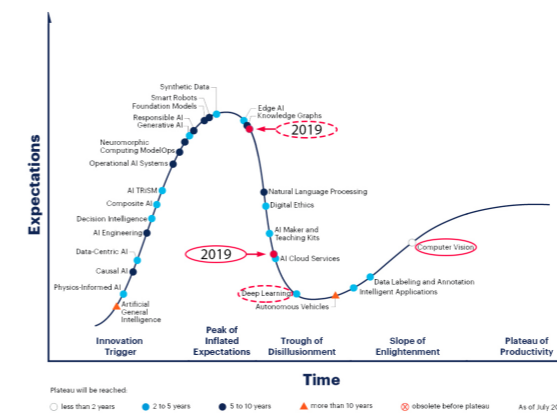 Synthetic Data
Smart Robots
Foundation Models
Responsible AI
Generative AI
Neuromorphic
Computing
ModelOps
Operational AI Systems
AI TRiSM
Composite AI
Decision Intelligence
AI Engineering
Data-Centric AI
Causal AI
Physics-Informed AI
Artificial
General
Intelligence
Edge AI
Knowledge Graphs
2019
Natural Language Processing
Digital Ethics
AI Maker and
Teaching Kits
2019
AI Cloud Services
Deep Learning
Autonomous Vehicles
Computer Vision
Data Labeling and Annotation
Intelligent Applications
Expectations
Innovation
Trigger
Peak of
Inflated
Expectations
Trough of
Disillusionment
Slope of
Enlightenment
Plateau of
Productivity
Time
Plateau will be reached:
less than 2 years
2 to 5 years
5 to 10 years
more than 10 years
obsolete before plateau
As of July